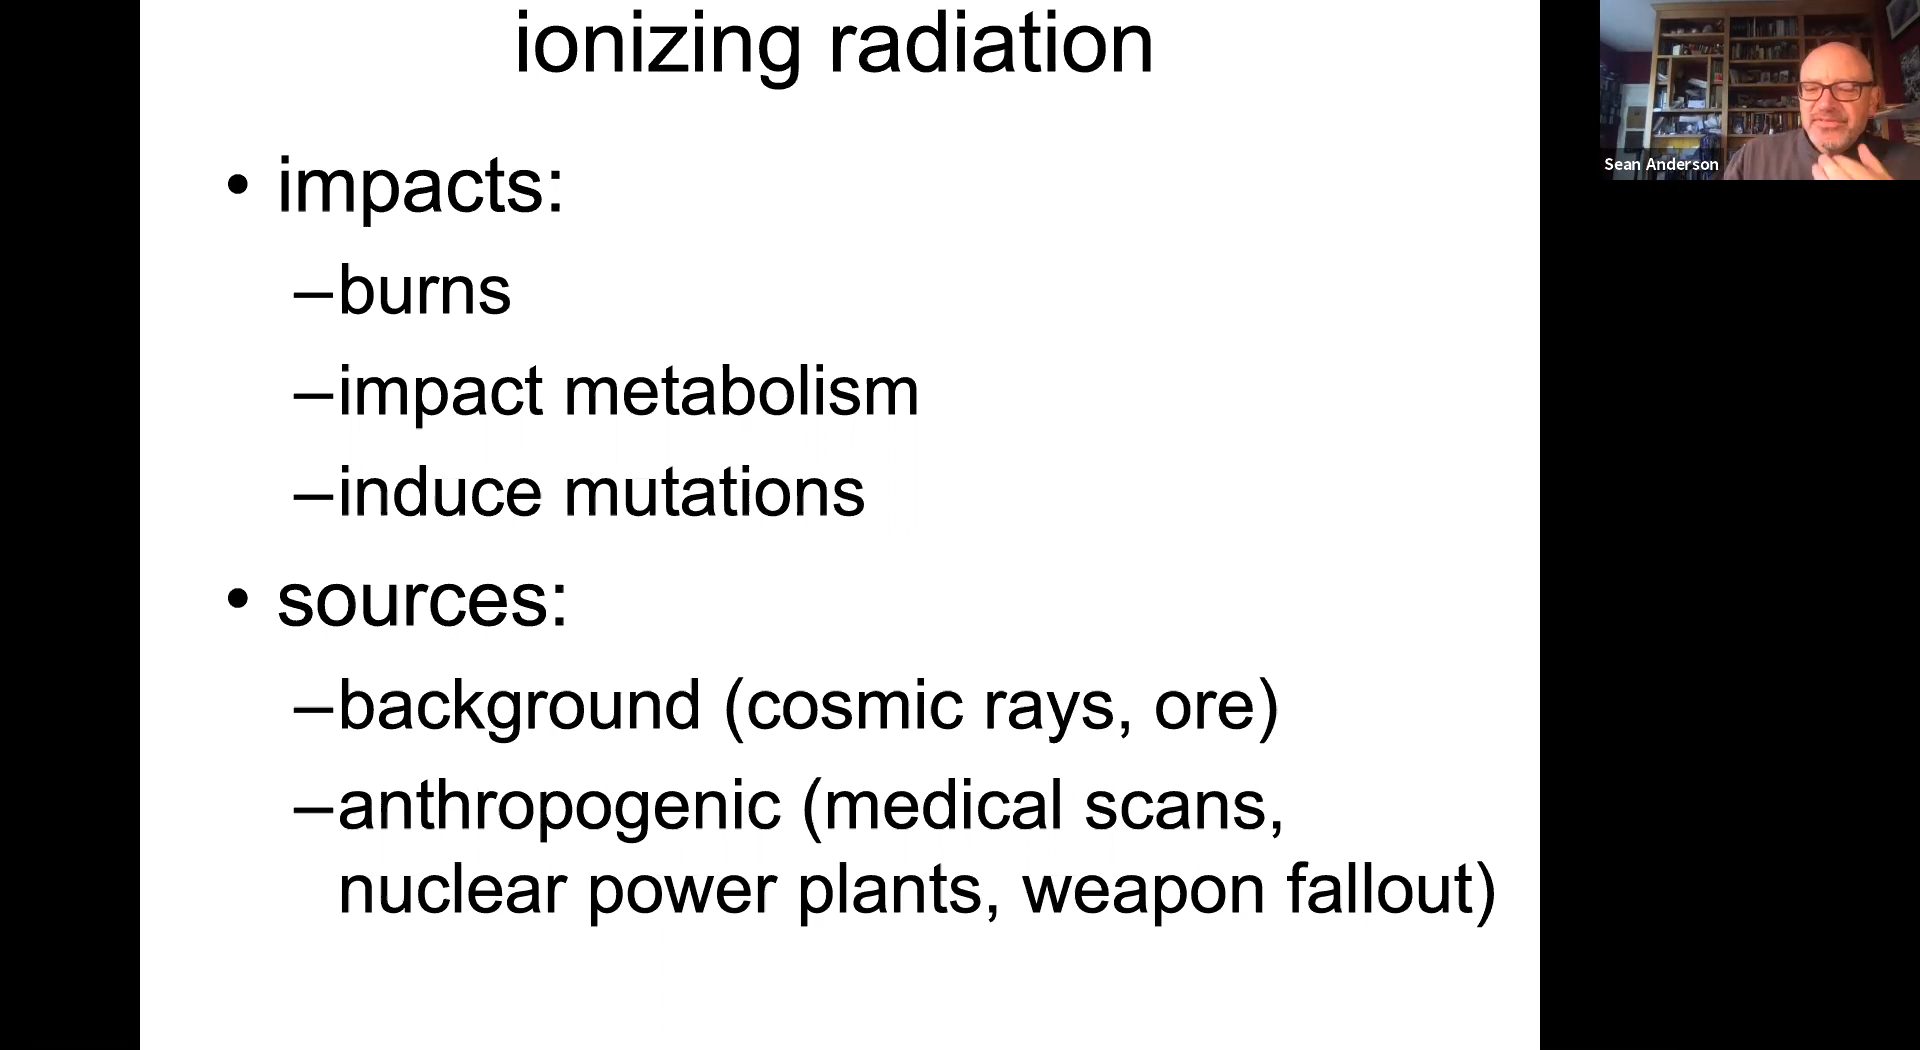 ionizing radiation
• impacts:
–burns
–impact metabolism
–induce mutations
• sources:
–background (cosmic rays, ore)
–anthropogenic (medical scans,
nuclear power plants, weapon fallout)
Sean Anderson